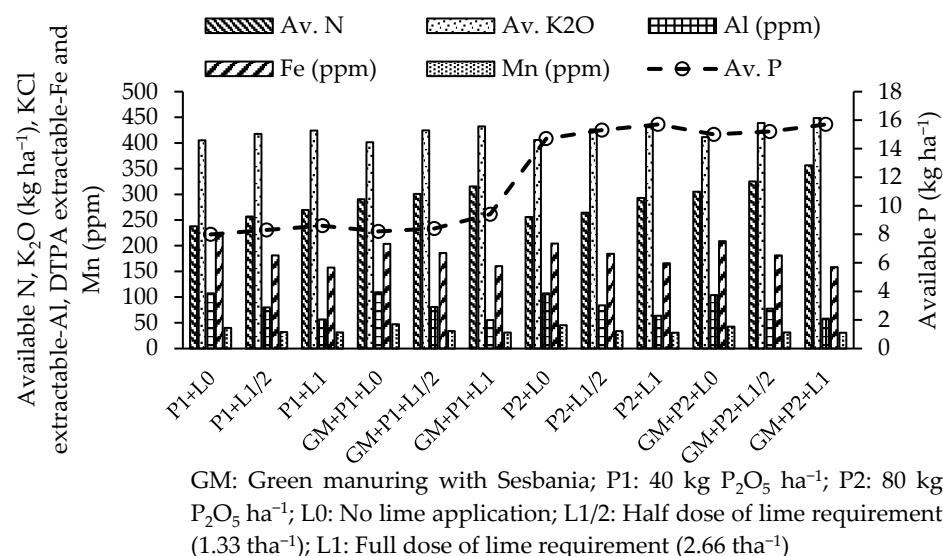 Av. N
Av. K2O
Al (ppm)
Fe (ppm)
Mn (ppm)
Av. P
Available N, K₂O (kg ha⁻¹), KCl
extractable-Al, DTPA extractable-Fe and
Mn (ppm)
500
450
400
350
300
250
200
150
100
50
0
18
16
14
12
10
8
6
4
2
0
Available P (kg ha⁻¹)
P1+L0
P1+L1/2
P1+L1
GM+P1+L0
GM+P1+L1/2
GM+P1+L1
P2+L0
P2+L1/2
P2+L1
GM+P2+L0
GM+P2+L1/2
GM+P2+L1
GM: Green manuring with Sesbania; P1: 40 kg P₂O₅ ha⁻¹; P2: 80 kg
P₂O₅ ha⁻¹; L0: No lime application; L1/2: Half dose of lime requirement
(1.33 tha⁻¹); L1: Full dose of lime requirement (2.66 tha⁻¹)